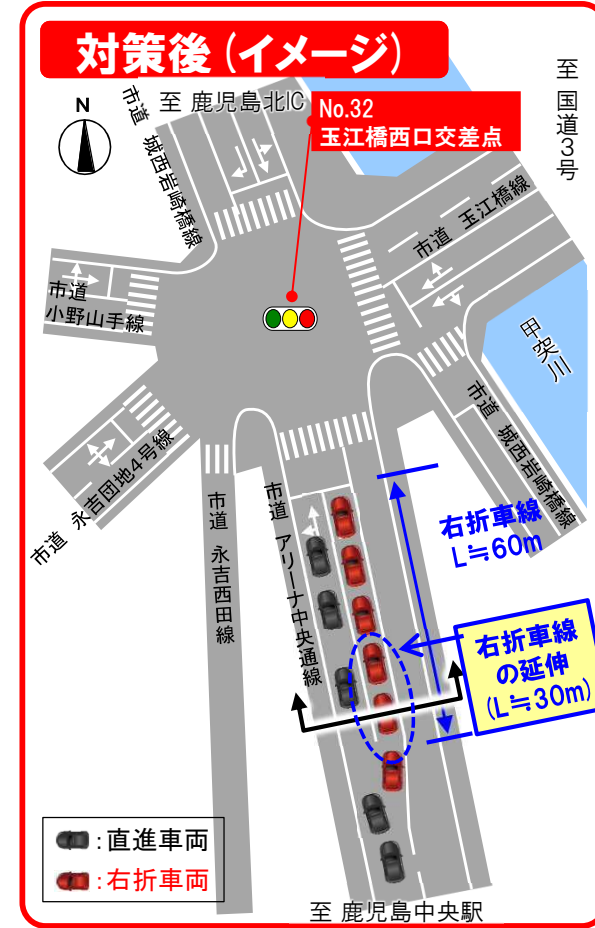 対策後(イメージ)
N
市道 城西岩崎橋線
至 鹿児島北IC
No.32
玉江橋西口交差点
至 国道3号
市道 玉江橋線
市道
小野山手線
甲突川
市道 城西岩崎橋線
市道 永吉団地4号線
市道 永吉西田線
市道 アリーナ中央通線
右折車線
L≒60m
右折車線
の延伸
(L≒30m)
:直進車両
:右折車両
至 鹿児島中央駅